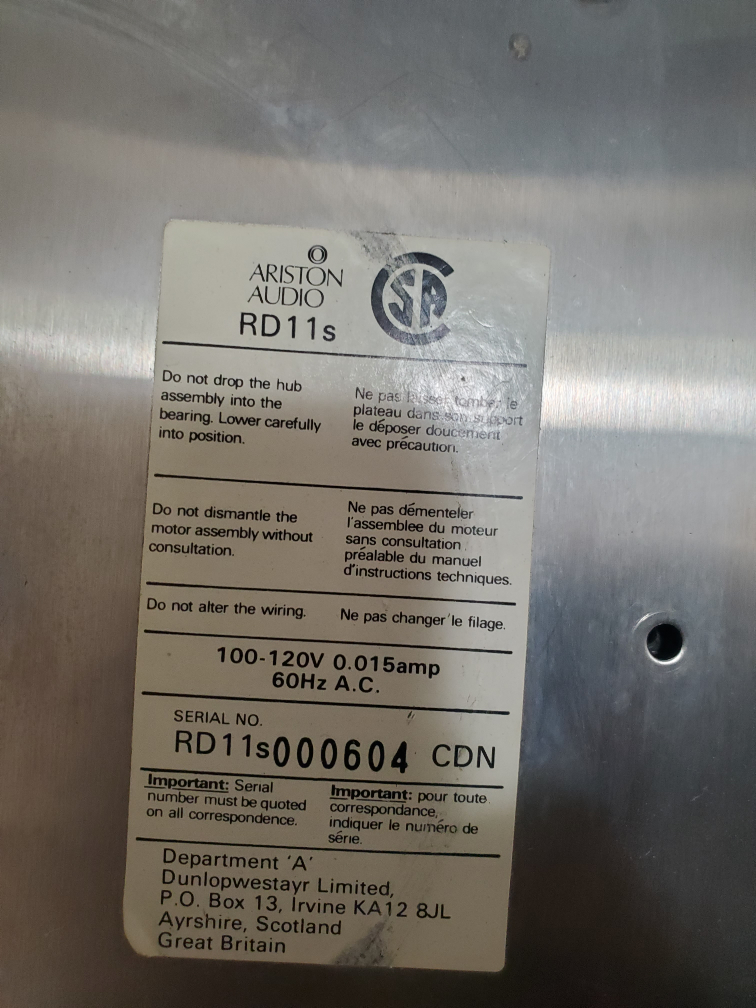 ARISTON
AUDIO
RD11s
CSA
Do not drop the hub
assembly into the
bearing. Lower carefully
into position.
Ne pas laisser tomber le
plateau dans son support
le déposer doucement
avec précaution.
Do not dismantle the
motor assembly without
consultation.
Ne pas démenteler
l'assemblee du moteur
sans consultation
préalable du manuel
d'instructions techniques.
Do not alter the wiring.
Ne pas changer le filage.
100-120V 0.015amp
60Hz A.C.
SERIAL NO.
RD11s000604 CDN
Important: Serial
number must be quoted
on all correspondence.
Important: pour toute
correspondance,
indiquer le numéro de
série.
Department 'A'
Dunlopwestayr Limited,
P.O. Box 13, Irvine KA12 8JL
Ayrshire, Scotland
Great Britain